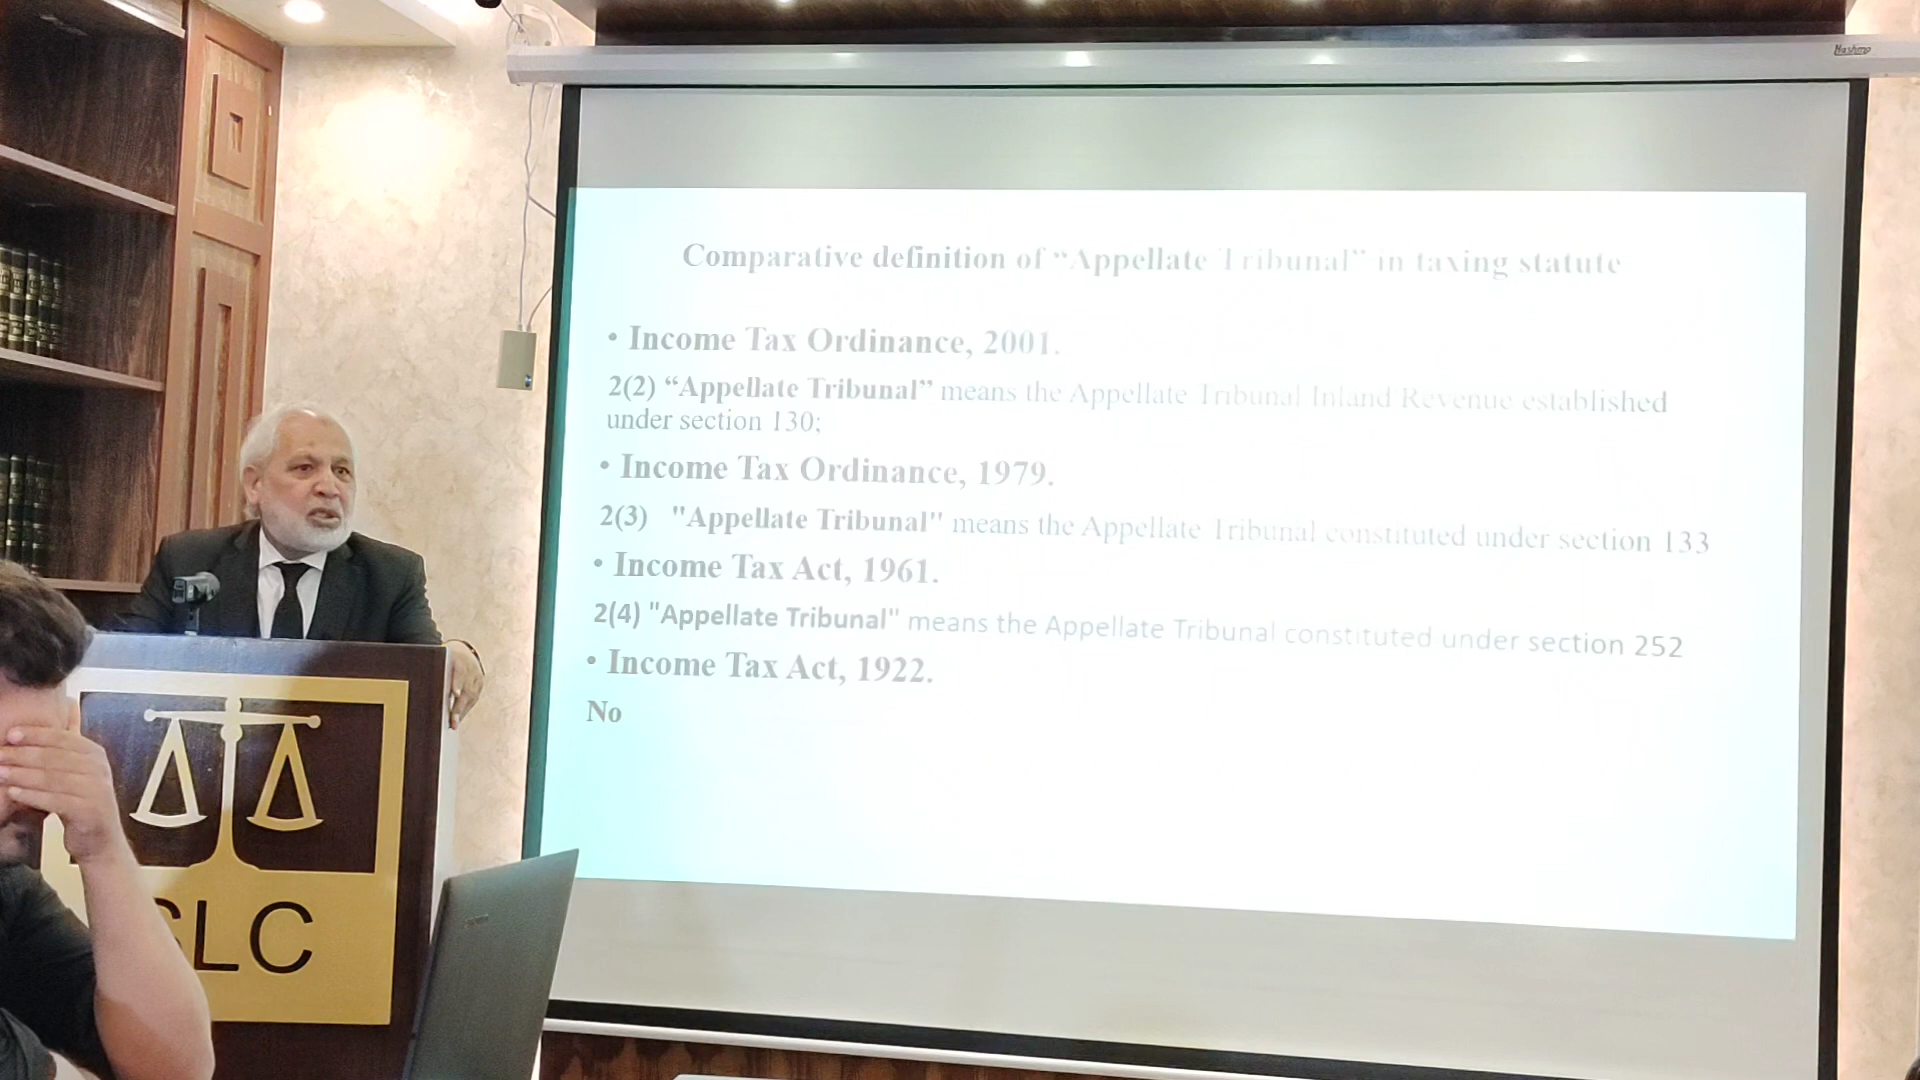 Nashmo
Comparative definition of “Appellate Tribunal” in taxing statute
• Income Tax Ordinance, 2001.
2(2) “Appellate Tribunal” means the Appellate Tribunal Inland Revenue established
under section 130;
• Income Tax Ordinance, 1979.
2(3) "Appellate Tribunal" means the Appellate Tribunal constituted under section 133
• Income Tax Act, 1961.
2(4) "Appellate Tribunal" means the Appellate Tribunal constituted under section 252
• Income Tax Act, 1922.
No
LC